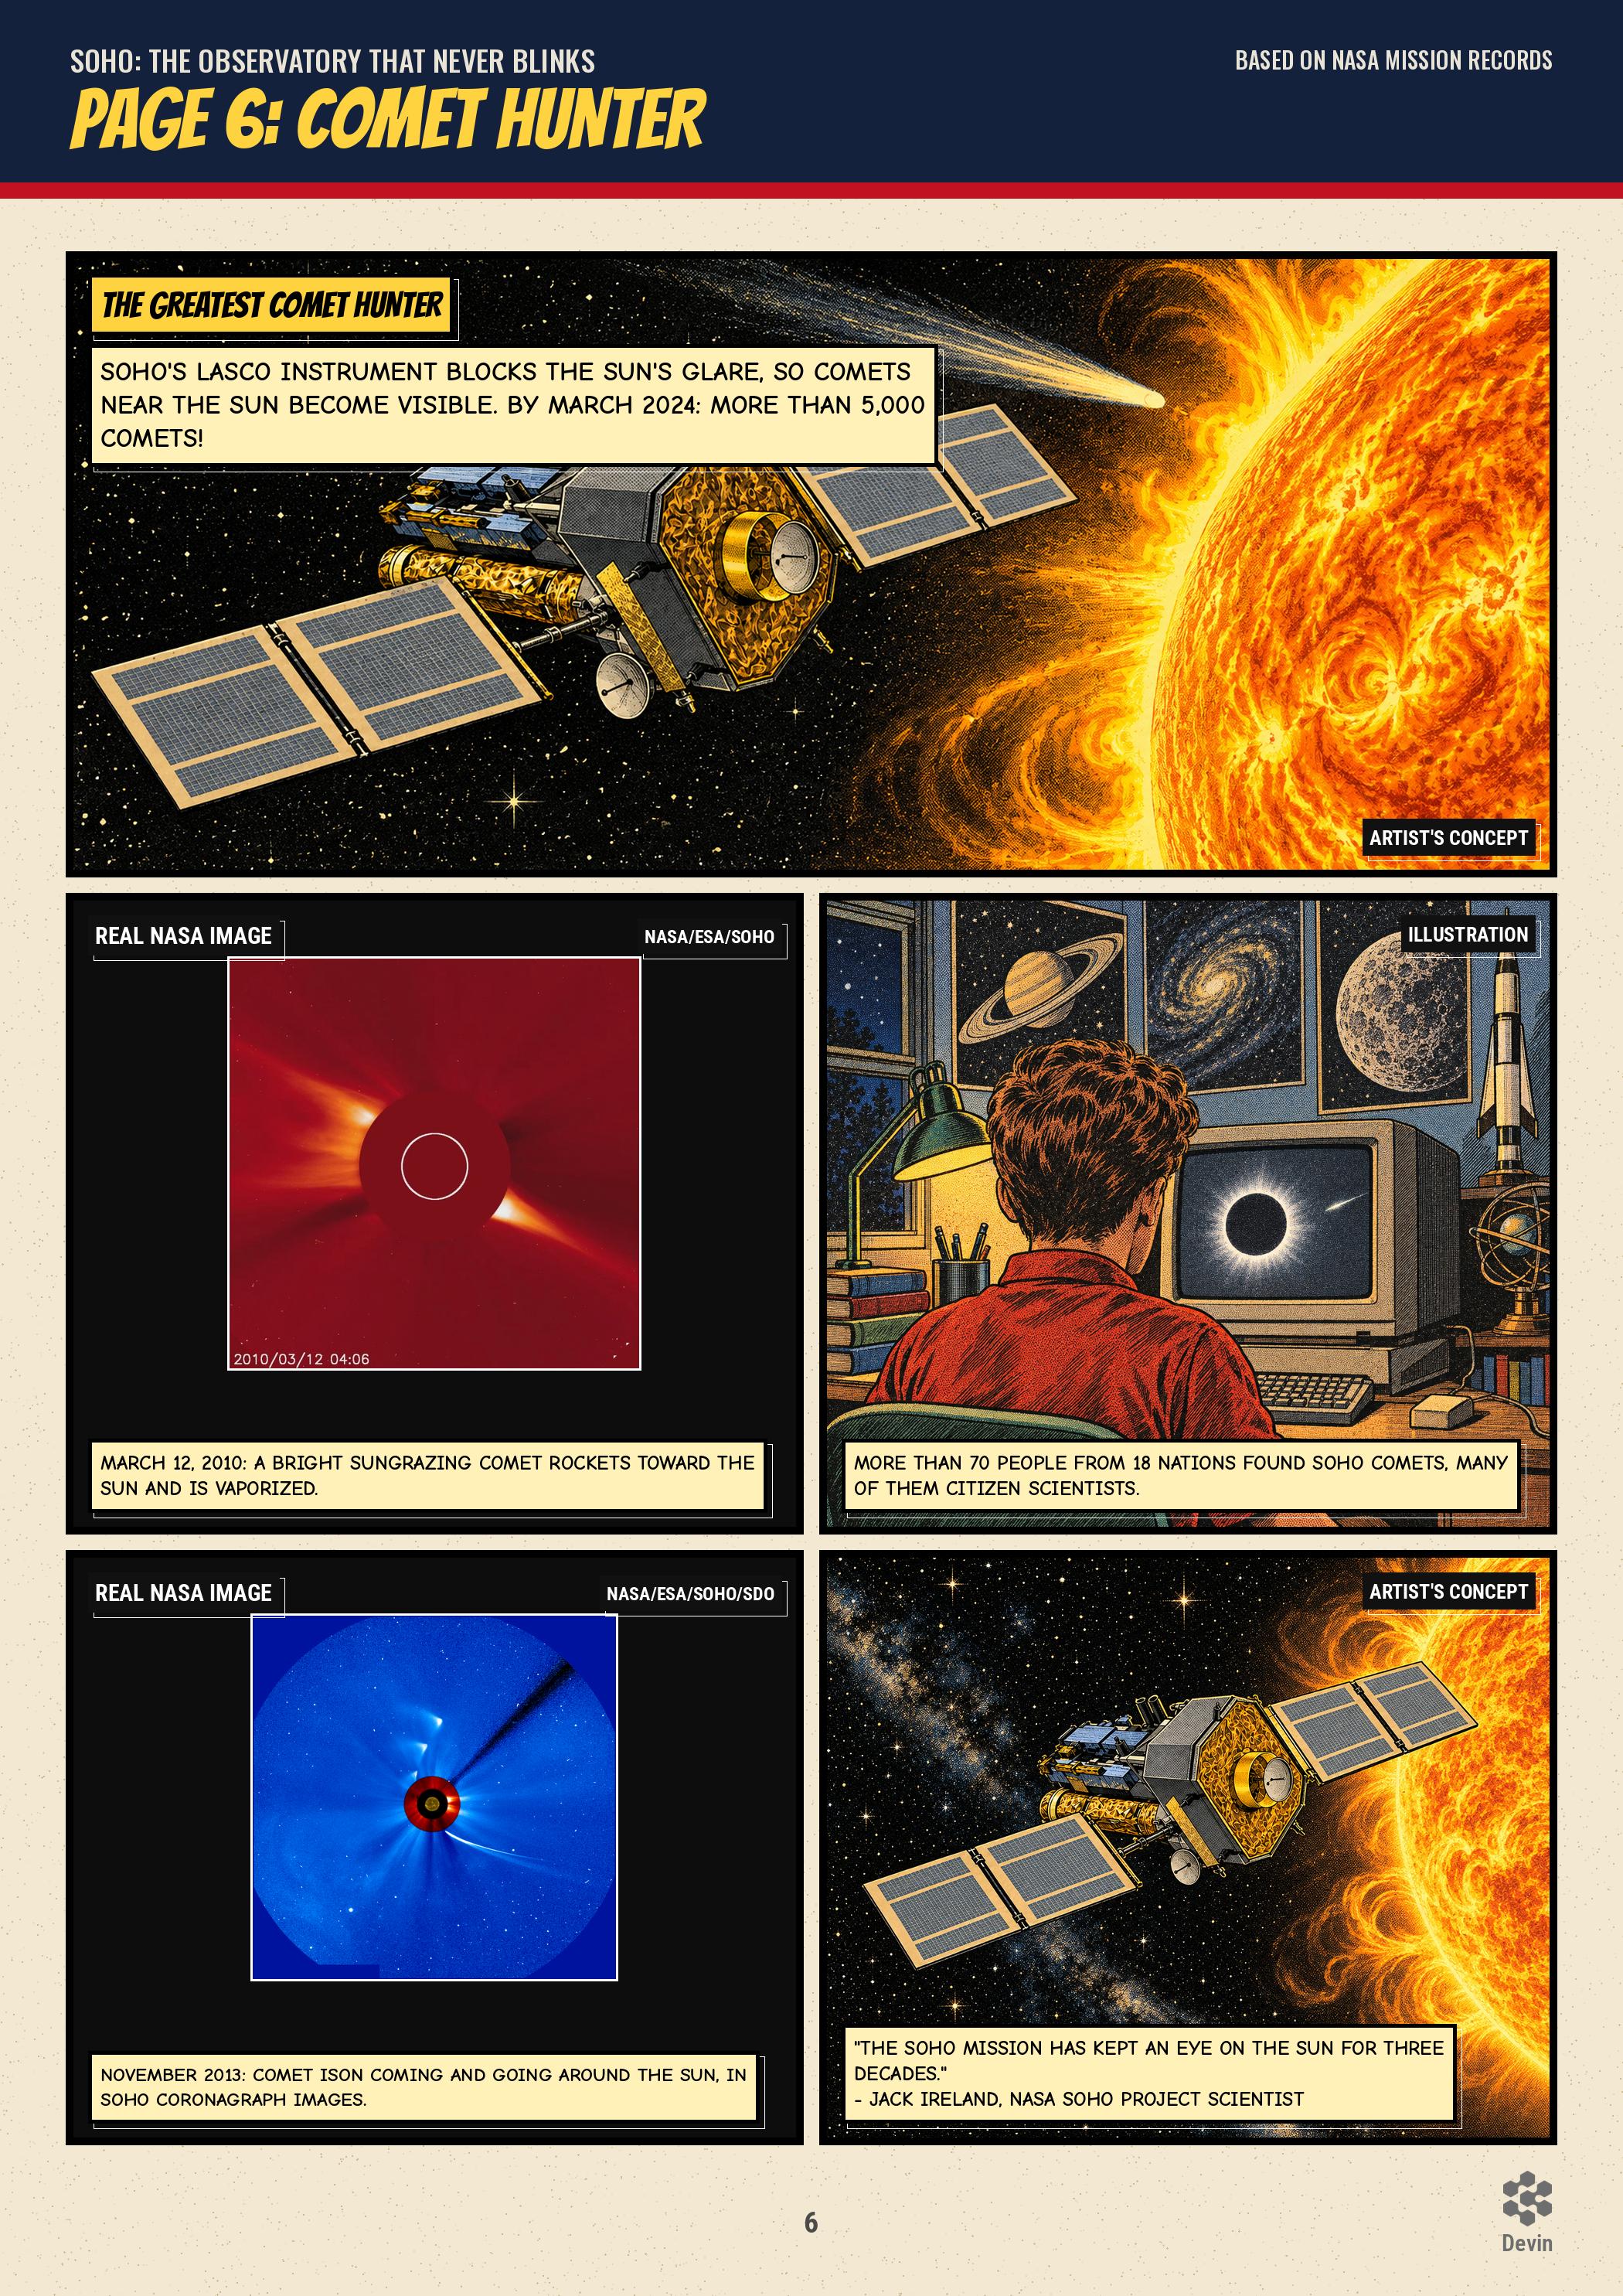 SOHO: THE OBSERVATORY THAT NEVER BLINKS
BASED ON NASA MISSION RECORDS
PAGE 6: COMET HUNTER
THE GREATEST COMET HUNTER
SOHO'S LASCO INSTRUMENT BLOCKS THE SUN'S GLARE, SO COMETS
NEAR THE SUN BECOME VISIBLE. BY MARCH 2024: MORE THAN 5,000
COMETS!
ARTIST'S CONCEPT
REAL NASA IMAGE
NASA/ESA/SOHO
2010/03/12 04:06
MARCH 12, 2010: A BRIGHT SUNGRAZING COMET ROCKETS TOWARD THE
SUN AND IS VAPORIZED.
ILLUSTRATION
MORE THAN 70 PEOPLE FROM 18 NATIONS FOUND SOHO COMETS, MANY
OF THEM CITIZEN SCIENTISTS.
REAL NASA IMAGE
NASA/ESA/SOHO/SDO
NOVEMBER 2013: COMET ISON COMING AND GOING AROUND THE SUN, IN
SOHO CORONAGRAPH IMAGES.
ARTIST'S CONCEPT
"THE SOHO MISSION HAS KEPT AN EYE ON THE SUN FOR THREE
DECADES."
- JACK IRELAND, NASA SOHO PROJECT SCIENTIST
6
Devin